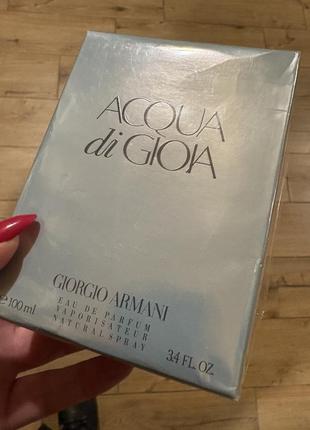 ACQUA
di GIOIA
GIORGIO ARMANI
EAU DE PARFUM
VAPORISATEUR
NATURAL SPRAY
℮ 100 ml
3.4 FL. OZ.